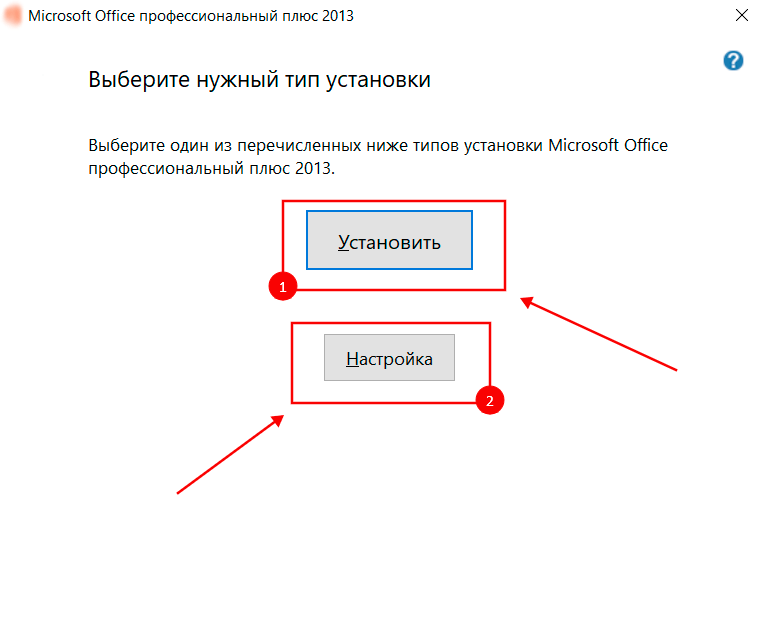 Microsoft Office профессиональный плюс 2013
Выберите нужный тип установки
?
Выберите один из перечисленных ниже типов установки Microsoft Office
профессиональный плюс 2013.
Установить
1
Настройка
2